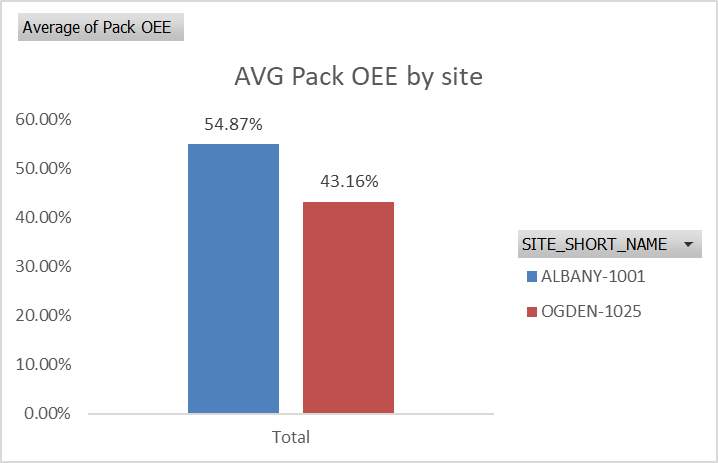 Average of Pack OEE
AVG Pack OEE by site
60.00%
50.00%
40.00%
30.00%
20.00%
10.00%
0.00%
54.87%
43.16%
Total
SITE_SHORT_NAME
ALBANY-1001
OGDEN-1025